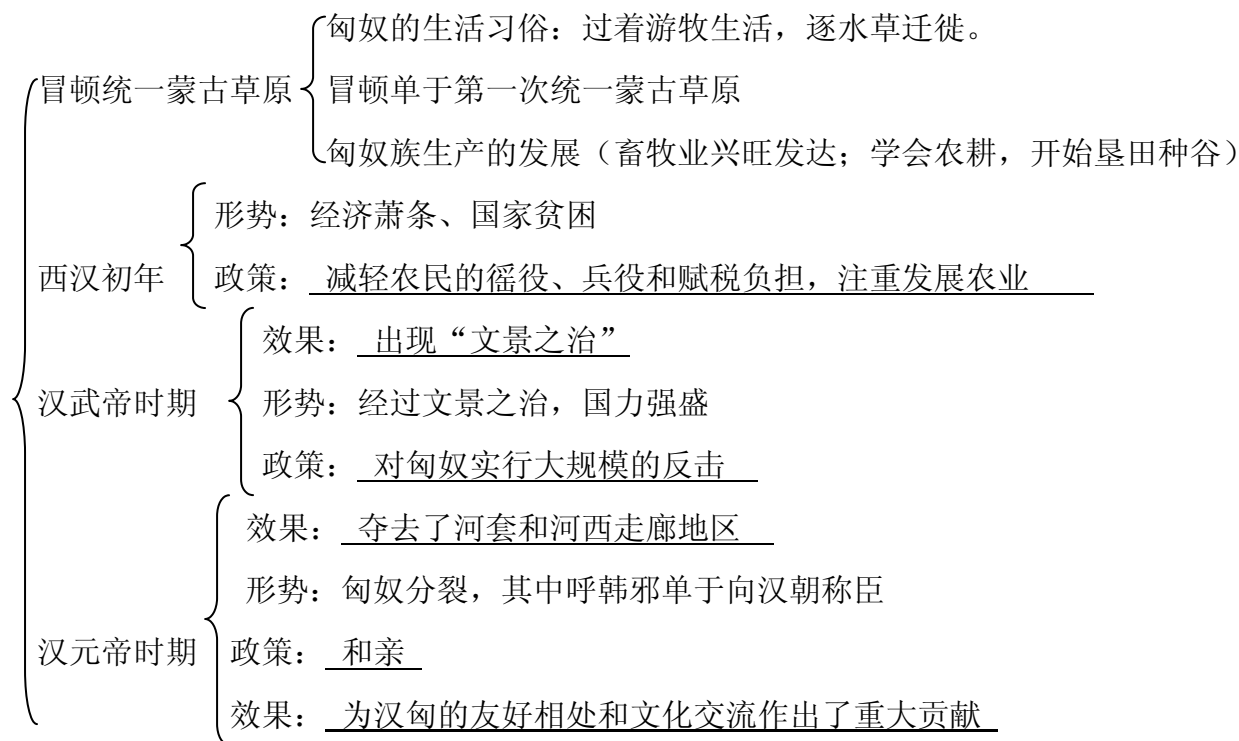 匈奴的生活习俗：过着游牧生活，逐水草迁徙。
冒顿统一蒙古草原 冒顿单于第一次统一蒙古草原
匈奴族生产的发展（畜牧业兴旺发达；学会农耕，开始垦田种谷）
形势：经济萧条、国家贫困
西汉初年 政策： 减轻农民的徭役、兵役和赋税负担，注重发展农业
效果： 出现“文景之治”
汉武帝时期 形势：经过文景之治，国力强盛
政策： 对匈奴实行大规模的反击
效果： 夺去了河套和河西走廊地区
形势：匈奴分裂，其中呼韩邪单于向汉朝称臣
汉元帝时期 政策： 和亲
效果： 为汉匈的友好相处和文化交流作出了重大贡献